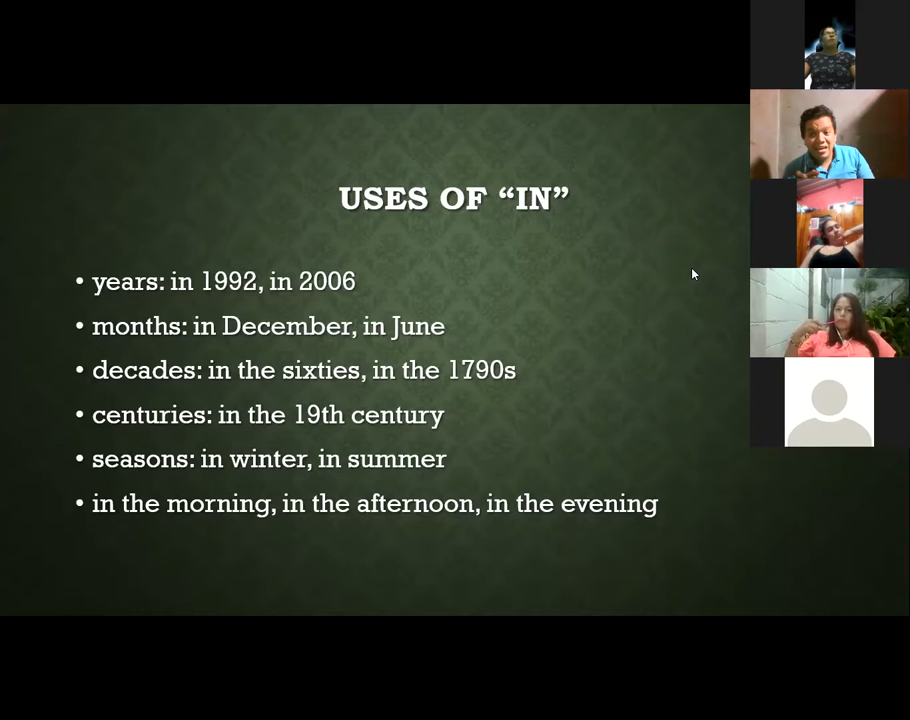 USES OF “IN”
• years: in 1992, in 2006
• months: in December, in June
• decades: in the sixties, in the 1790s
• centuries: in the 19th century
• seasons: in winter, in summer
• in the morning, in the afternoon, in the evening